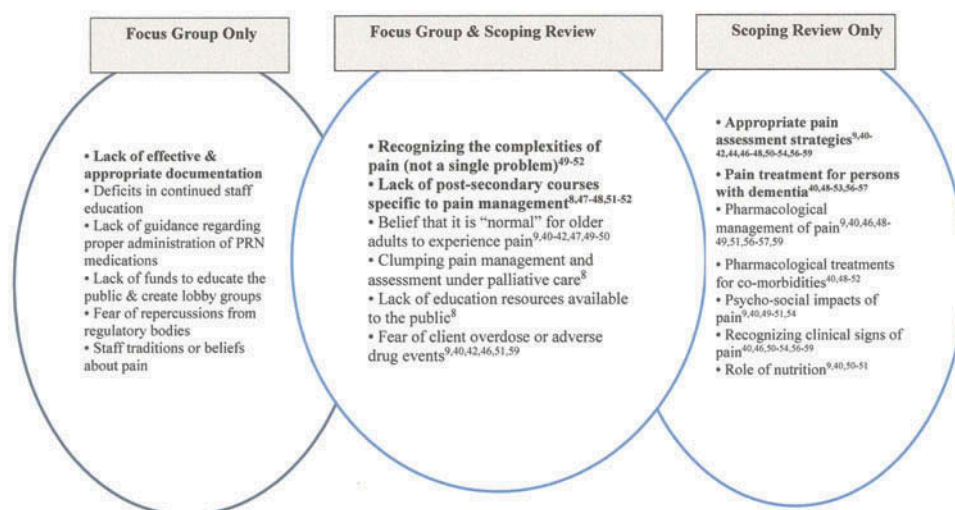 Focus Group Only
• Lack of effective &
appropriate documentation
• Deficits in continued staff
education
• Lack of guidance regarding
proper administration of PRN
medications
• Lack of funds to educate the
public & create lobby groups
• Fear of repercussions from
regulatory bodies
• Staff traditions or beliefs
about pain
Focus Group & Scoping Review
• Recognizing the complexities of
pain (not a single problem)49-52
• Lack of post-secondary courses
specific to pain management8,47-48,51-52
• Belief that it is “normal” for older
adults to experience pain9,40-42,47,49-50
• Clumping pain management and
assessment under palliative care8
• Lack of education resources available
to the public8
• Fear of client overdose or adverse
drug events9,40,42,46,51,59
Scoping Review Only
• Appropriate pain
assessment strategies9,40-
42,44,46-48,50-54,56-59
• Pain treatment for persons
with dementia40,48-53,56-57
• Pharmacological
management of pain9,40,46,48-
49,51,56-57,59
• Pharmacological treatments
for co-morbidities40,48-52
• Psycho-social impacts of
pain9,40,49-51,54
• Recognizing clinical signs of
pain40,46,50-54,56-59
• Role of nutrition9,40,50-51